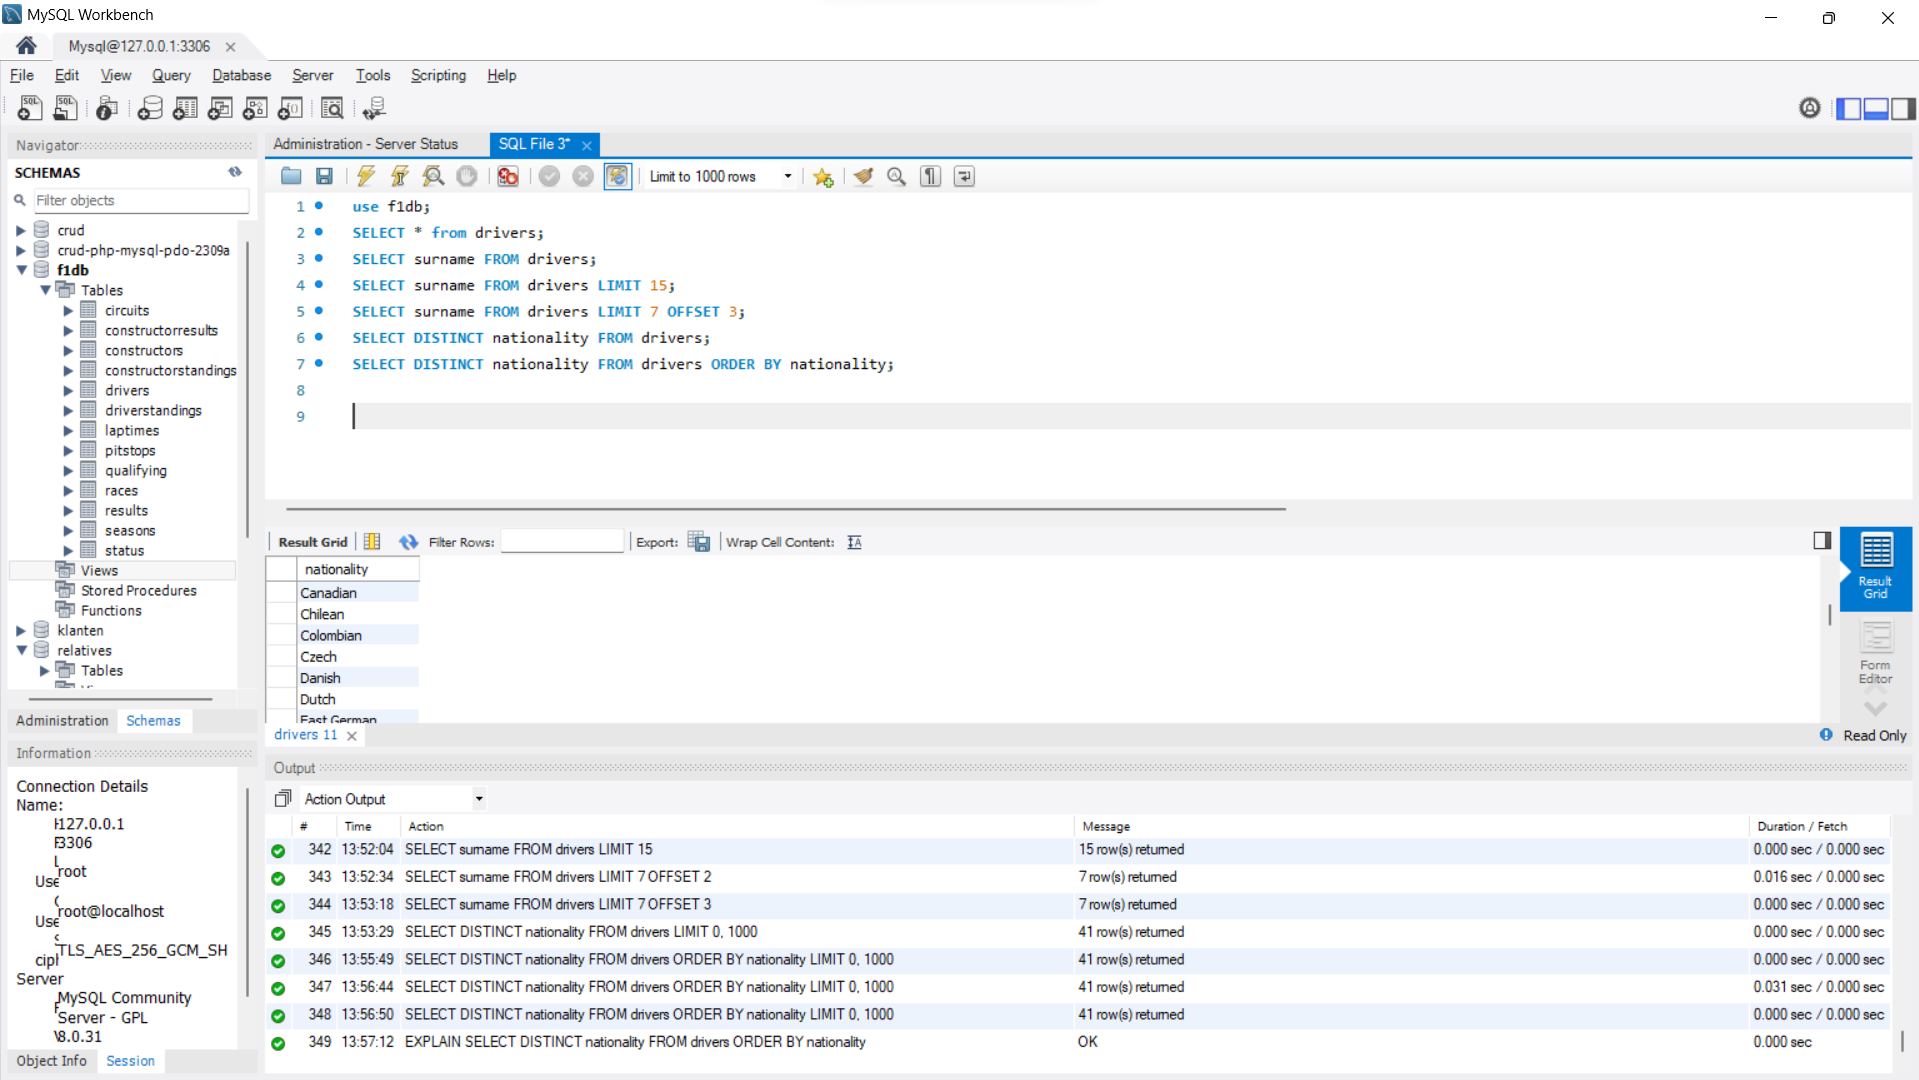 MySQL Workbench
Mysql@127.0.0.1:3306
File Edit View Query Database Server Tools Scripting Help
Navigator
SCHEMAS
Filter objects
crud
crud-php-mysql-pdo-2309a
f1db
Tables
circuits
constructorresults
constructors
constructorstandings
drivers
driverstandings
laptimes
pitstops
qualifying
races
results
seasons
status
Views
Stored Procedures
Functions
klanten
relatives
Tables
Administration Schemas
Information
Connection Details
Name:
127.0.0.1
3306
root
Use
root@localhost
Use
TLS_AES_256_GCM_SH
cip
Server
MySQL Community
Server - GPL
8.0.31
Object Info Session
Administration - Server Status SQL File 3*
Limit to 1000 rows
1 use f1db;
2 SELECT * from drivers;
3 SELECT surname FROM drivers;
4 SELECT surname FROM drivers LIMIT 15;
5 SELECT surname FROM drivers LIMIT 7 OFFSET 3;
6 SELECT DISTINCT nationality FROM drivers;
7 SELECT DISTINCT nationality FROM drivers ORDER BY nationality;
8
9
Result Grid Filter Rows: Export: Wrap Cell Content:
nationality
Canadian
Chilean
Colombian
Czech
Danish
Dutch
East German
Result
Grid
Form
Editor
drivers 11
Read Only
Output
Action Output
# Time Action Message Duration / Fetch
342 13:52:04 SELECT surname FROM drivers LIMIT 15 15 row(s) returned 0.000 sec / 0.000 sec
343 13:52:34 SELECT surname FROM drivers LIMIT 7 OFFSET 2 7 row(s) returned 0.016 sec / 0.000 sec
344 13:53:18 SELECT surname FROM drivers LIMIT 7 OFFSET 3 7 row(s) returned 0.000 sec / 0.000 sec
345 13:53:29 SELECT DISTINCT nationality FROM drivers LIMIT 0, 1000 41 row(s) returned 0.000 sec / 0.000 sec
346 13:55:49 SELECT DISTINCT nationality FROM drivers ORDER BY nationality LIMIT 0, 1000 41 row(s) returned 0.000 sec / 0.000 sec
347 13:56:44 SELECT DISTINCT nationality FROM drivers ORDER BY nationality LIMIT 0, 1000 41 row(s) returned 0.031 sec / 0.000 sec
348 13:56:50 SELECT DISTINCT nationality FROM drivers ORDER BY nationality LIMIT 0, 1000 41 row(s) returned 0.000 sec / 0.000 sec
349 13:57:12 EXPLAIN SELECT DISTINCT nationality FROM drivers ORDER BY nationality OK 0.000 sec